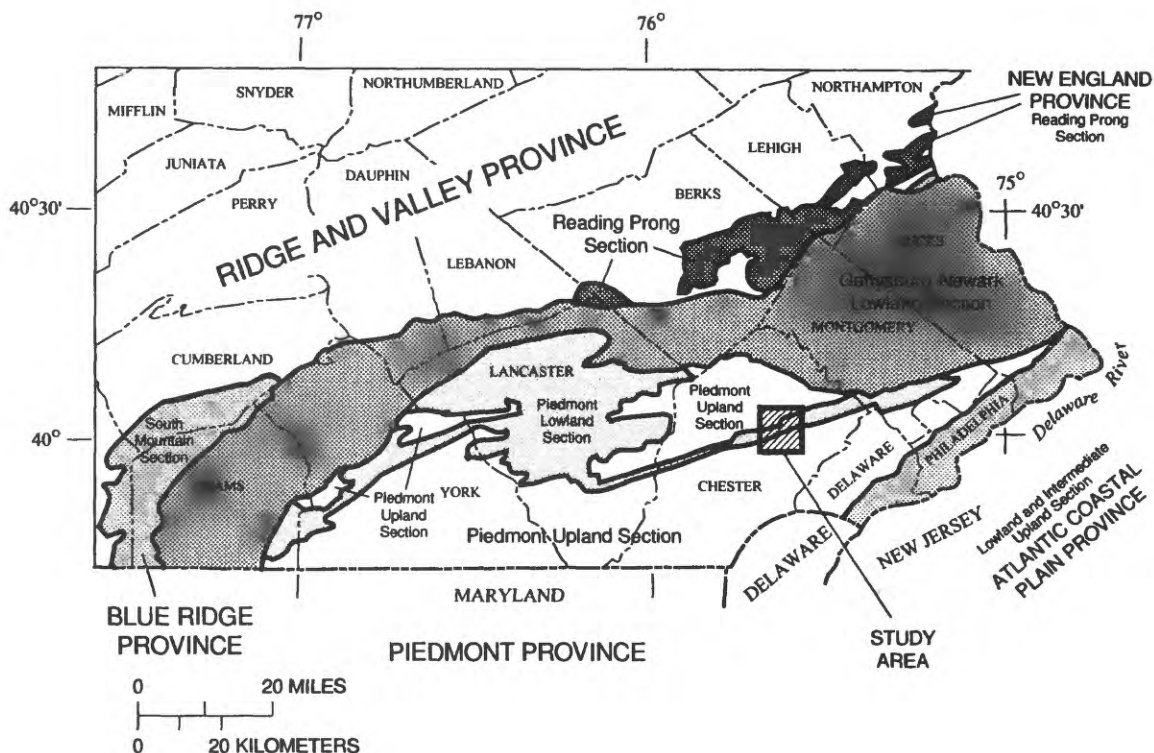 77°
76°
MIFFLIN
SNYDER
NORTHUMBERLAND
NORTHAMPTON
NEW ENGLAND
PROVINCE
Reading Prong
Section
JUNIATA
DAUPHIN
LEHIGH
PERRY
BERKS
75°
40°30'
40°30'
RIDGE AND VALLEY PROVINCE
Reading Prong
Section
LEBANON
Lowland Section
MONTGOMERY
CUMBERLAND
LANCASTER
Piedmont
Lowland
Section
Piedmont
Upland
Section
South
Mountain
Section
40°
YORK
Piedmont
Upland
Section
CHESTER
Piedmont Upland Section
DELAWARE
PHILADELPHIA
Delaware River
DELAWARE
NEW JERSEY
Lowland and Intermediate
Upland Section
ATLANTIC COASTAL
PLAIN PROVINCE
MARYLAND
BLUE RIDGE
PROVINCE
PIEDMONT PROVINCE
STUDY
AREA
0 20 MILES
0 20 KILOMETERS